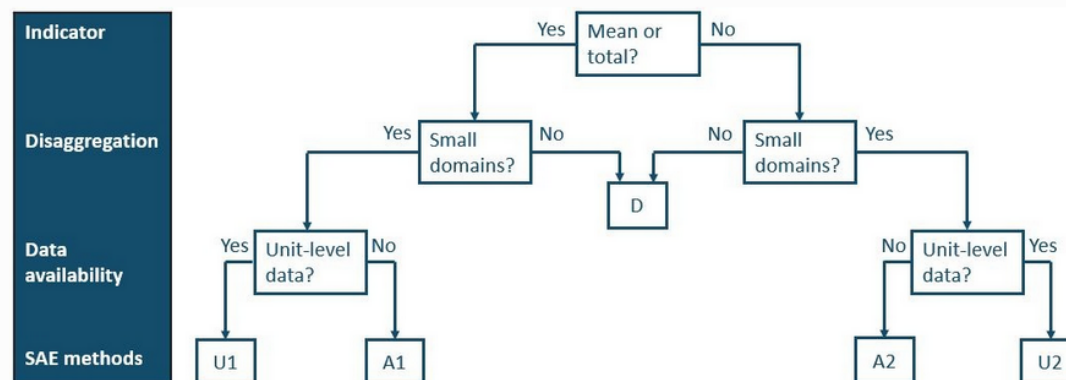 Indicator
Yes
Mean or
total?
No
Disaggregation
Yes
Small
domains?
No
No
Small
domains?
Yes
D
Data
availability
Yes
Unit-level
data?
No
No
Unit-level
data?
Yes
SAE methods
U1
A1
A2
U2